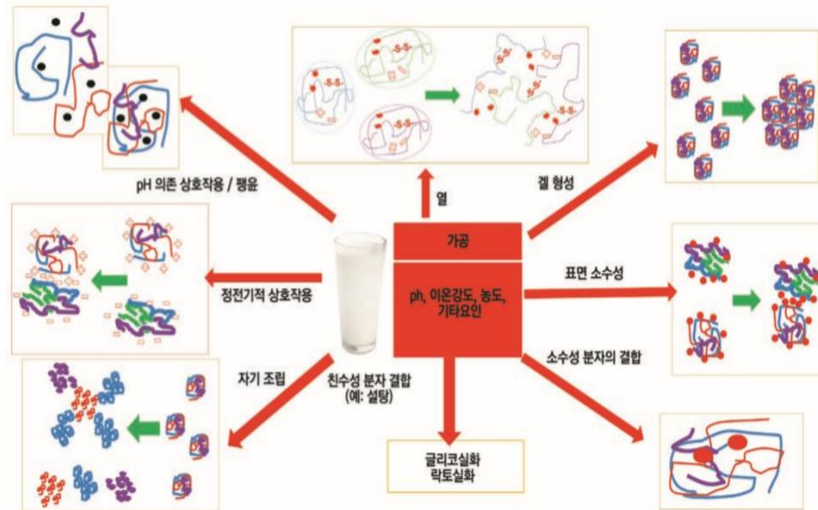 -S-S-
-S-S-
-S-S-
-S-S-
-S-S-
-S-S-
pH 의존 상호작용 / 팽윤
열
겔 형성
가공
정전기적 상호작용
ph, 이온강도, 농도,
기타요인
표면 소수성
소수성 분자의 결합
자기 조립
친수성 분자 결합
(예: 설탕)
글리코실화
락토실화